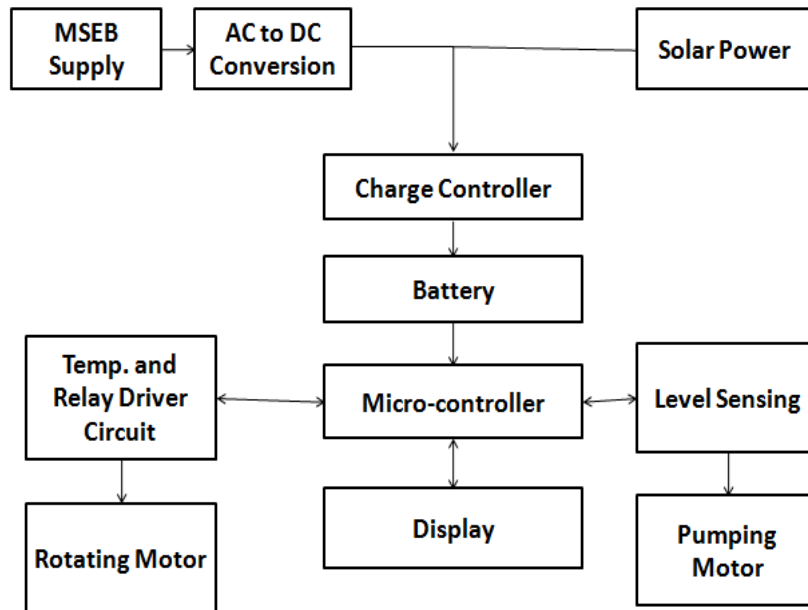 MSEB
Supply
AC to DC
Conversion
Solar Power
Charge Controller
Battery
Temp. and
Relay Driver
Circuit
Micro-controller
Level Sensing
Rotating Motor
Display
Pumping
Motor